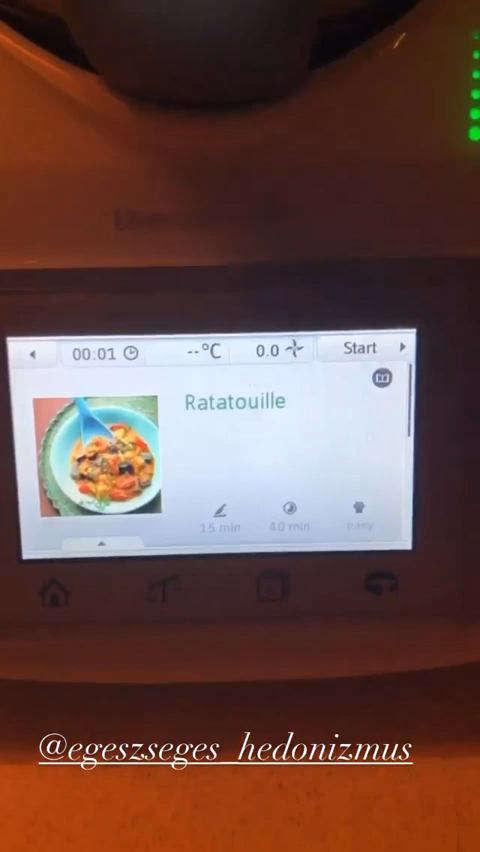 00:01
--°C
0.0
Start
Ratatouille
15 min
40 min
easy
@egeszseges_hedonizmus